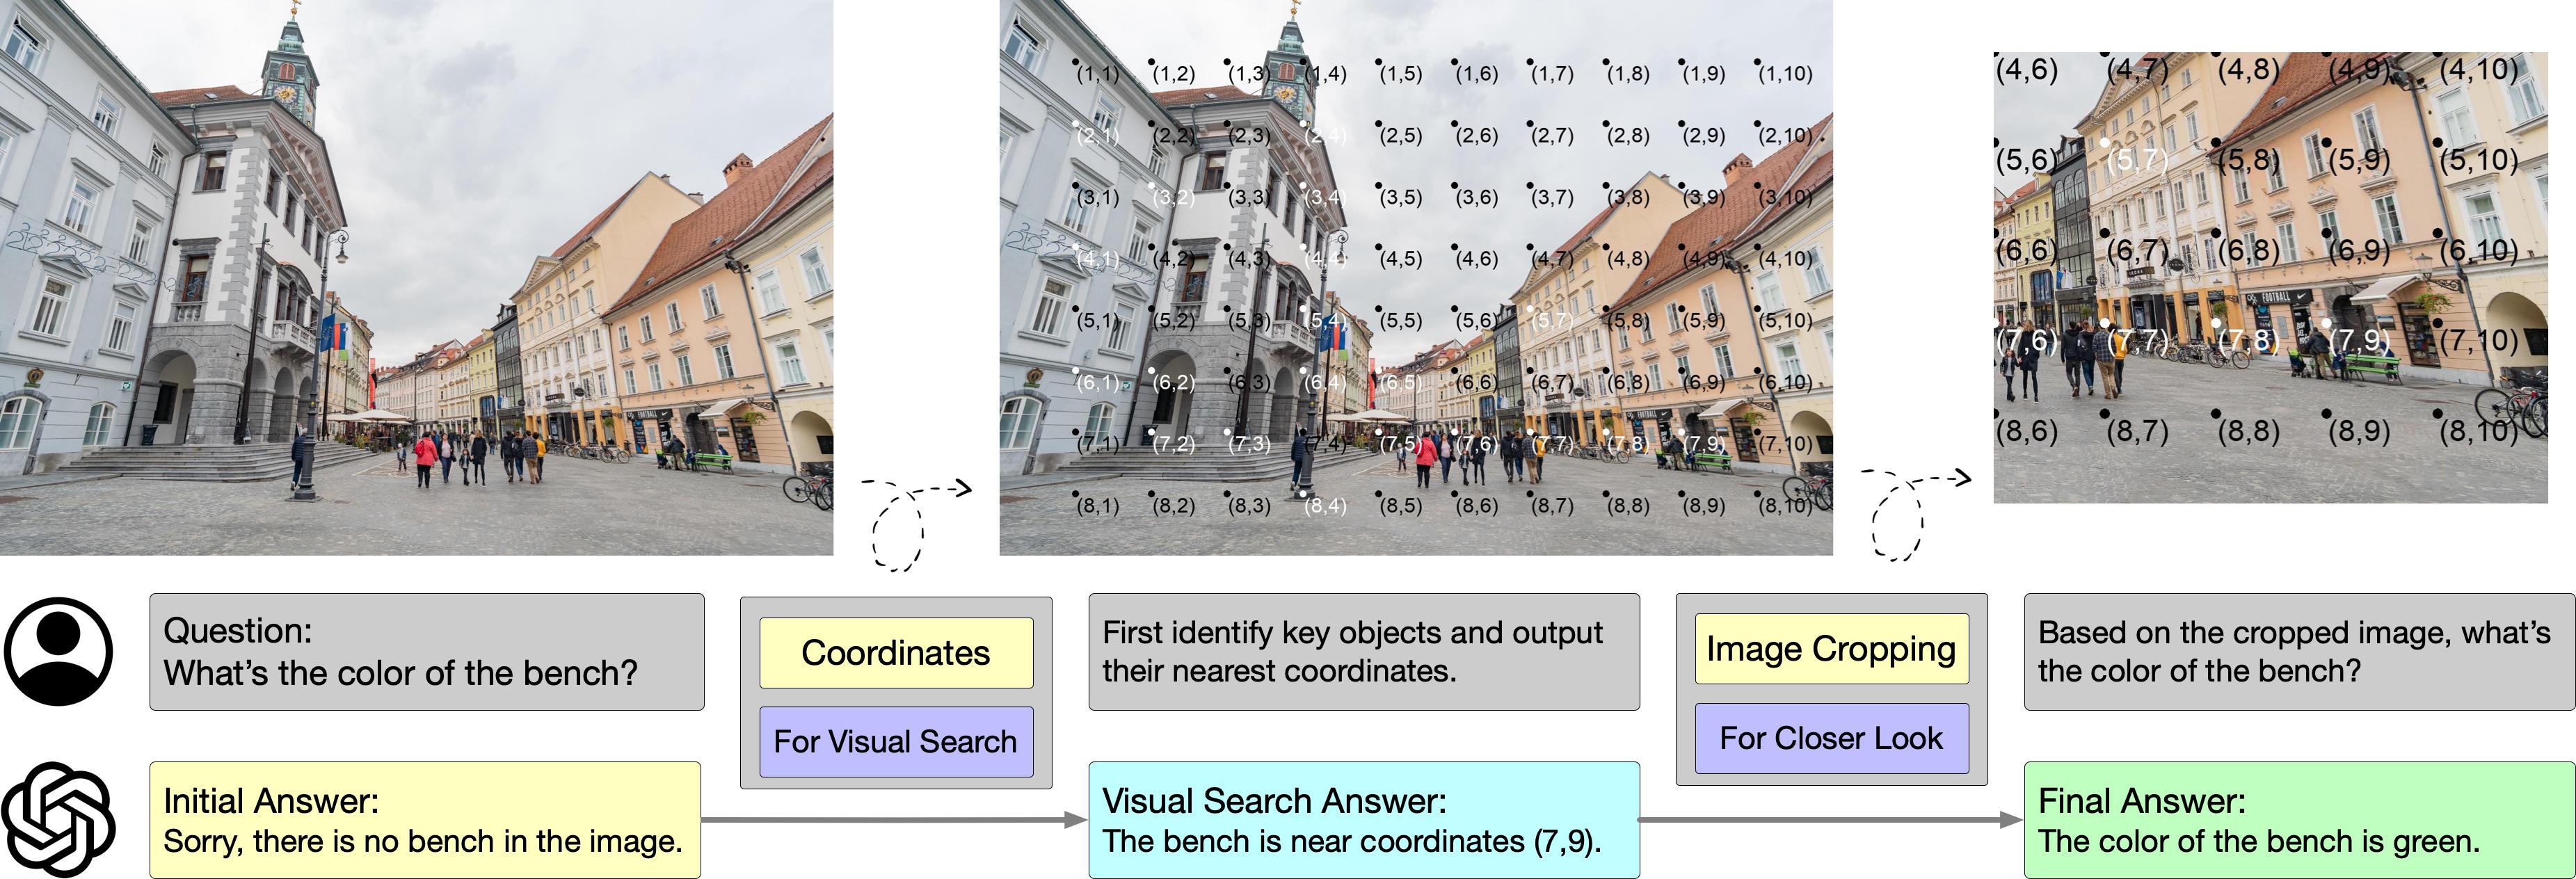 (1,1) (1,2) (1,3) (1,4) (1,5) (1,6) (1,7) (1,8) (1,9) (1,10)
(2,1) (2,2) (2,3) (2,4) (2,5) (2,6) (2,7) (2,8) (2,9) (2,10)
(3,1) (3,2) (3,3) (3,4) (3,5) (3,6) (3,7) (3,8) (3,9) (3,10)
(4,1) (4,2) (4,3) (4,4) (4,5) (4,6) (4,7) (4,8) (4,9) (4,10)
(5,1) (5,2) (5,3) (5,4) (5,5) (5,6) (5,7) (5,8) (5,9) (5,10)
(6,1) (6,2) (6,3) (6,4) (6,5) (6,6) (6,7) (6,8) (6,9) (6,10)
(7,1) (7,2) (7,3) (7,4) (7,5) (7,6) (7,7) (7,8) (7,9) (7,10)
(8,1) (8,2) (8,3) (8,4) (8,5) (8,6) (8,7) (8,8) (8,9) (8,10)
(4,6) (4,7) (4,8) (4,9) (4,10)
(5,6) (5,7) (5,8) (5,9) (5,10)
(6,6) (6,7) (6,8) (6,9) (6,10)
FOOTBALL
(7,6) (7,7) (7,8) (7,9) (7,10)
(8,6) (8,7) (8,8) (8,9) (8,10)
Question:
What's the color of the bench?
Coordinates
For Visual Search
First identify key objects and output
their nearest coordinates.
Image Cropping
For Closer Look
Based on the cropped image, what's
the color of the bench?
Initial Answer:
Sorry, there is no bench in the image.
Visual Search Answer:
The bench is near coordinates (7,9).
Final Answer:
The color of the bench is green.